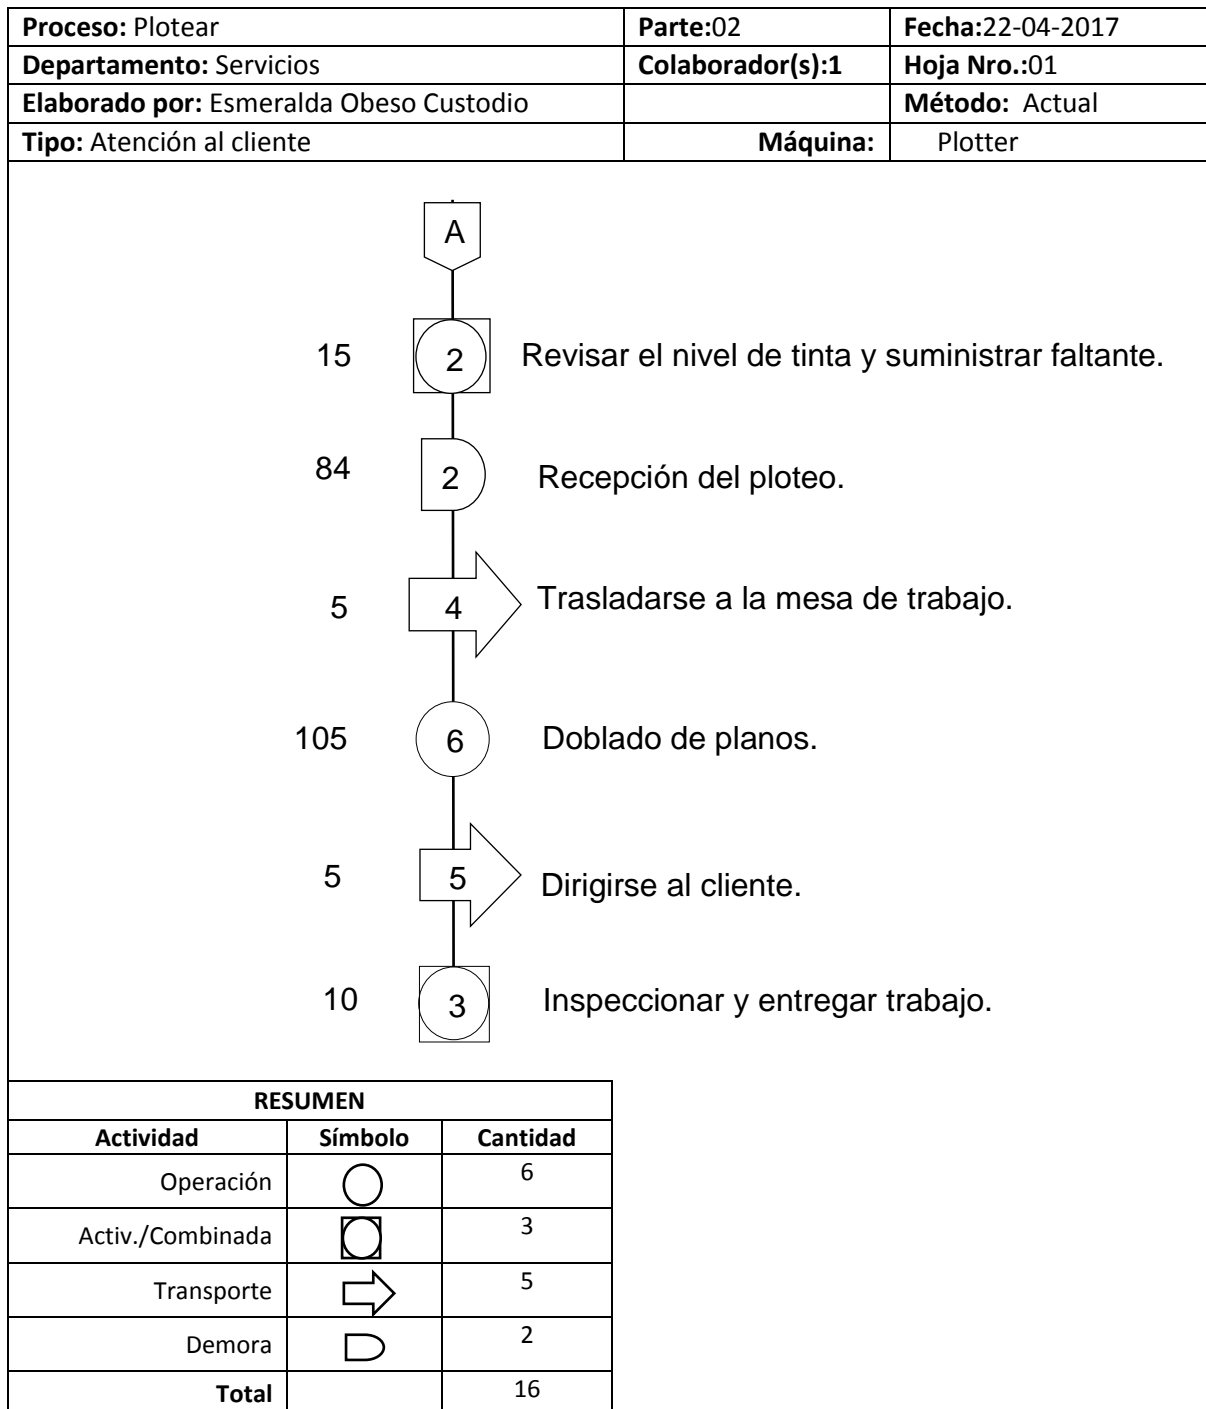 Proceso: Plotear Parte:02 Fecha:22-04-2017
Departamento: Servicios Colaborador(s):1 Hoja Nro.:01
Elaborado por: Esmeralda Obeso Custodio Método: Actual
Tipo: Atención al cliente Máquina: Plotter
A
15 2 Revisar el nivel de tinta y suministrar faltante.
84 2 Recepción del ploteo.
5 4 Trasladarse a la mesa de trabajo.
105 6 Doblado de planos.
5 5 Dirigirse al cliente.
10 3 Inspeccionar y entregar trabajo.
RESUMEN
Actividad Símbolo Cantidad
Operación 6
Activ./Combinada 3
Transporte 5
Demora 2
Total 16